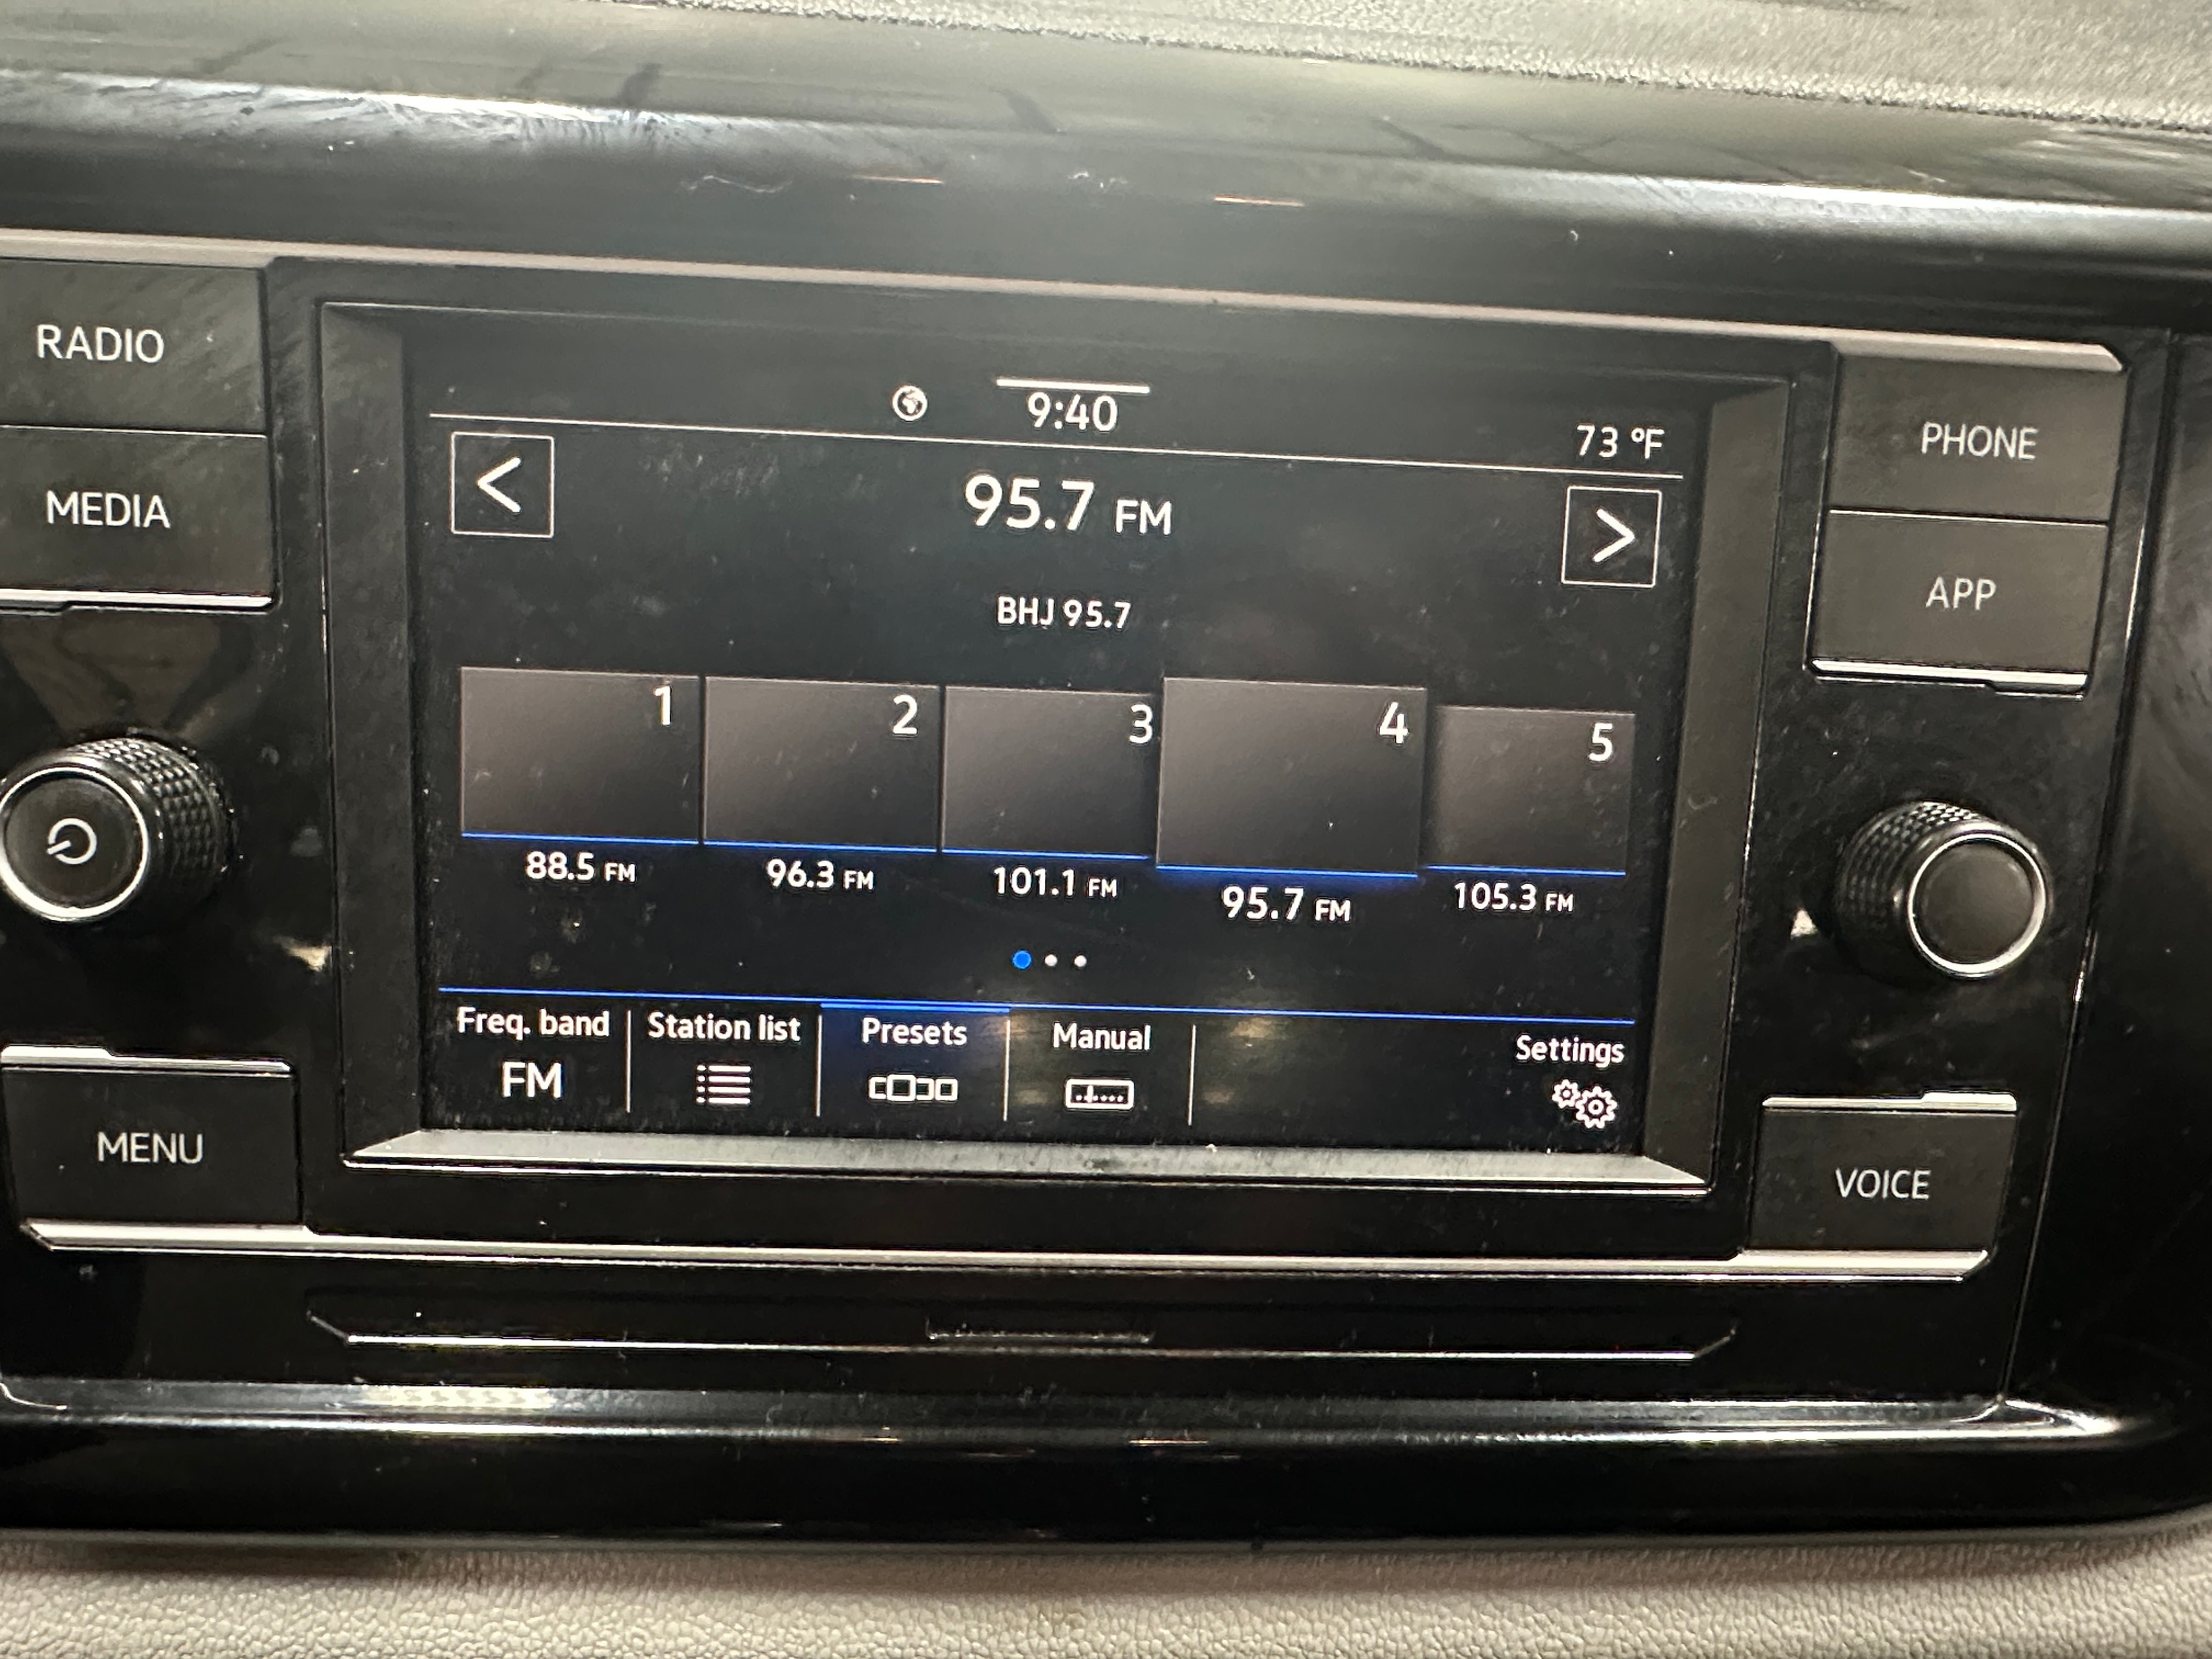 RADIO
MEDIA
MENU
9:40
73 °F
<
95.7 FM
>
BHJ 95.7
1
2
3
4
5
88.5 FM
96.3 FM
101.1 FM
95.7 FM
105.3 FM
Freq. band
Station list
Presets
Manual
Settings
FM
PHONE
APP
VOICE